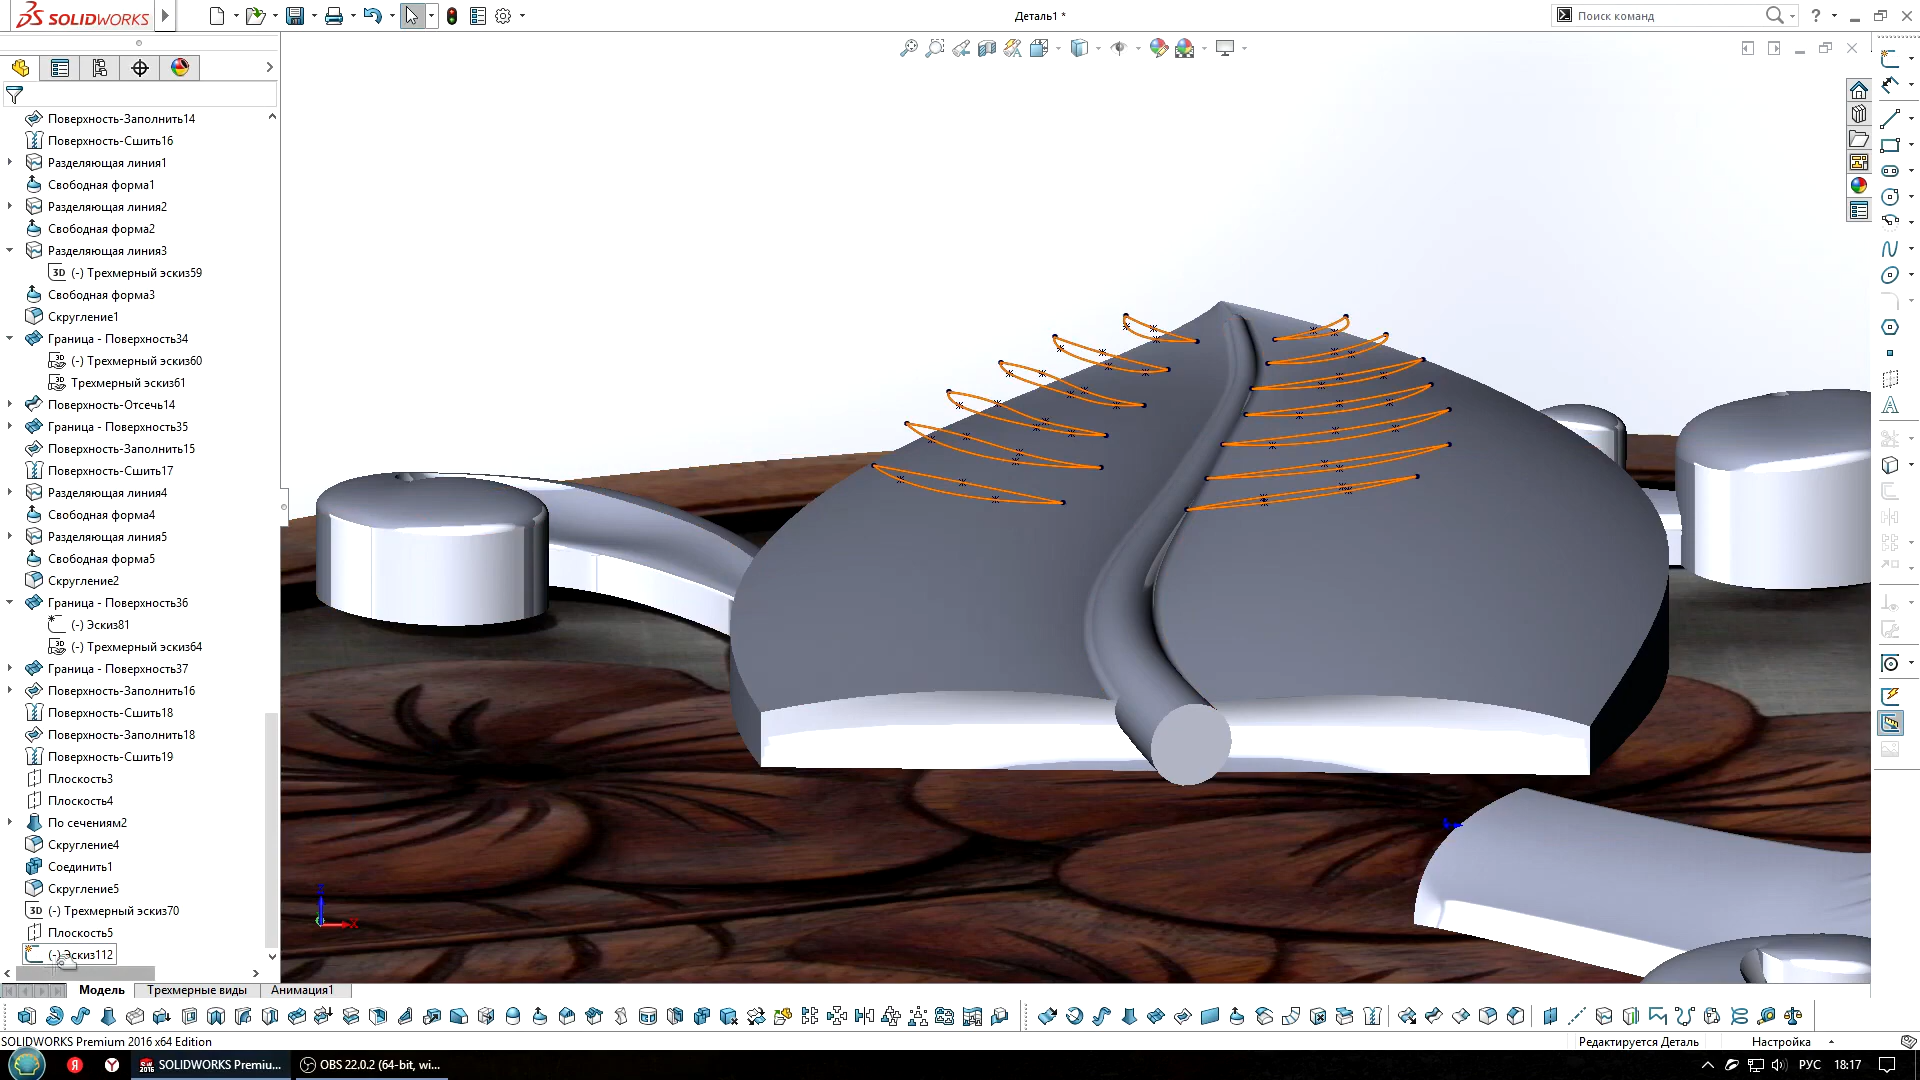 SOLIDWORKS
Деталь1 *
Поиск команд
Поверхность-Заполнить14
Поверхность-Сшить16
Разделяющая линия1
Свободная форма1
Разделяющая линия2
Свободная форма2
Разделяющая линия3
3D (-) Трехмерный эскиз59
Свободная форма3
Скругление1
Граница - Поверхность34
(-) Трехмерный эскиз60
Трехмерный эскиз61
Поверхность-Отсечь14
Граница - Поверхность35
Поверхность-Заполнить15
Поверхность-Сшить17
Разделяющая линия4
Свободная форма4
Разделяющая линия5
Свободная форма5
Скругление2
Граница - Поверхность36
(-) Эскиз81
(-) Трехмерный эскиз64
Граница - Поверхность37
Поверхность-Заполнить16
Поверхность-Сшить18
Поверхность-Заполнить18
Поверхность-Сшить19
Плоскость3
Плоскость4
По сечениям2
Скругление4
Соединить1
Скругление5
3D (-) Трехмерный эскиз70
Плоскость5
(-) Эскиз112
Z
X
Модель Трехмерные виды Анимация1
SOLIDWORKS Premium 2016 x64 Edition
Редактируется Деталь Настройка
SOLIDWORKS Premiu... OBS 22.0.2 (64-bit, wi... РУС 18:17